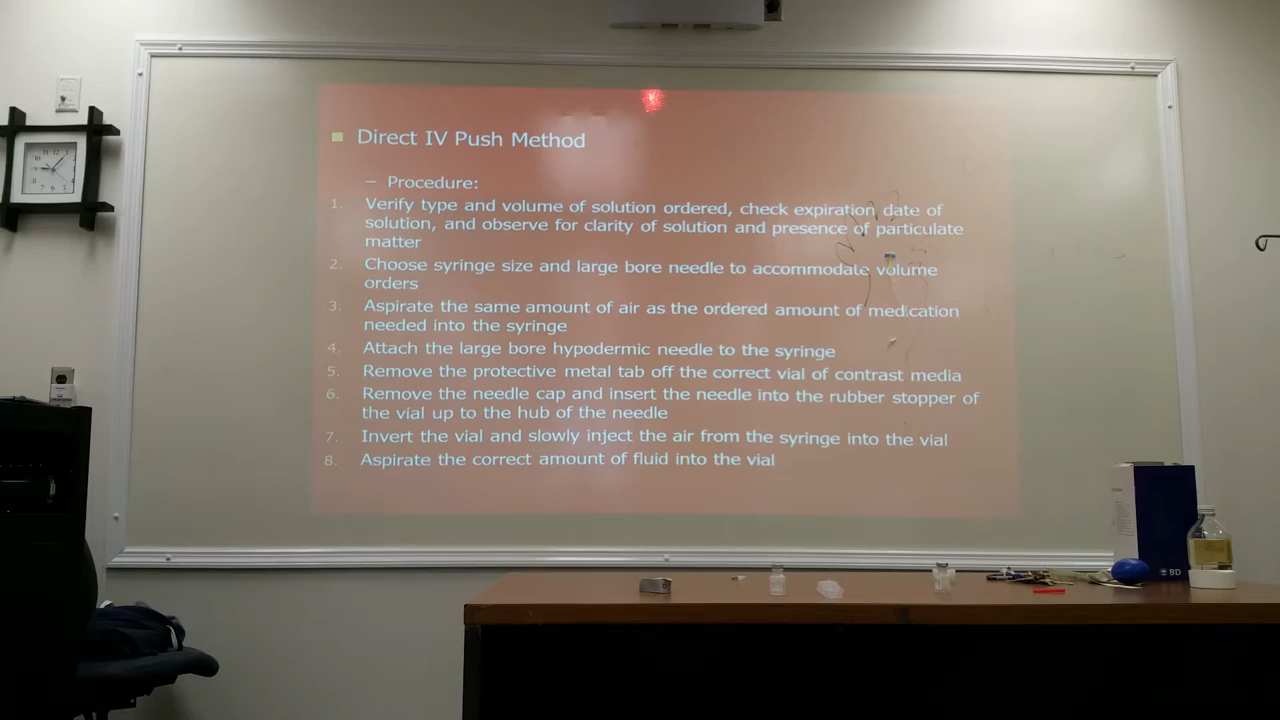 Direct IV Push Method
– Procedure:
1. Verify type and volume of solution ordered, check expiration date of
solution, and observe for clarity of solution and presence of particulate
matter
2. Choose syringe size and large bore needle to accommodate volume
orders
3. Aspirate the same amount of air as the ordered amount of medication
needed into the syringe
4. Attach the large bore hypodermic needle to the syringe
5. Remove the protective metal tab off the correct vial of contrast media
6. Remove the needle cap and insert the needle into the rubber stopper of
the vial up to the hub of the needle
7. Invert the vial and slowly inject the air from the syringe into the vial
8. Aspirate the correct amount of fluid into the vial
BD